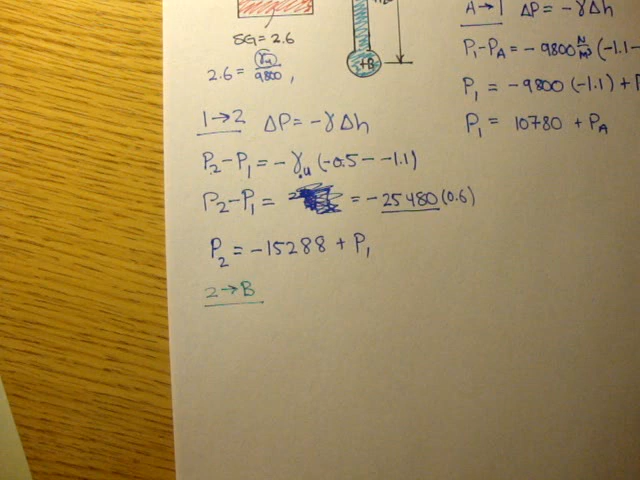 SG = 2.6
2.6 = γu/9800 ,
+B
1→2 ΔP = -γΔh
P₂-P₁ = -γu (-0.5 - -1.1)
P₂-P₁ = = -25480(0.6)
P₂ = -15288 + P₁
2→B
A→1 ΔP = -γΔh
P₁-PA = -9800 N/m³ (-1.1-
P₁ = -9800 (-1.1) +
P₁ = 10780 + PA